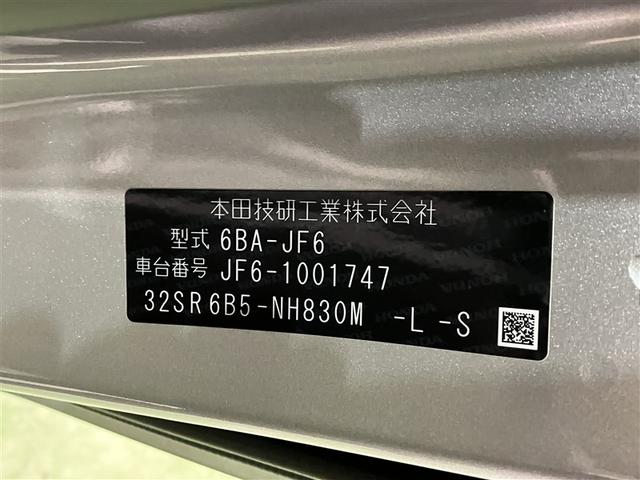 本田技研工業株式会社
型式 6BA-JF6
車台番号 JF6-1001747
32SR6B5-NH830M -L -S